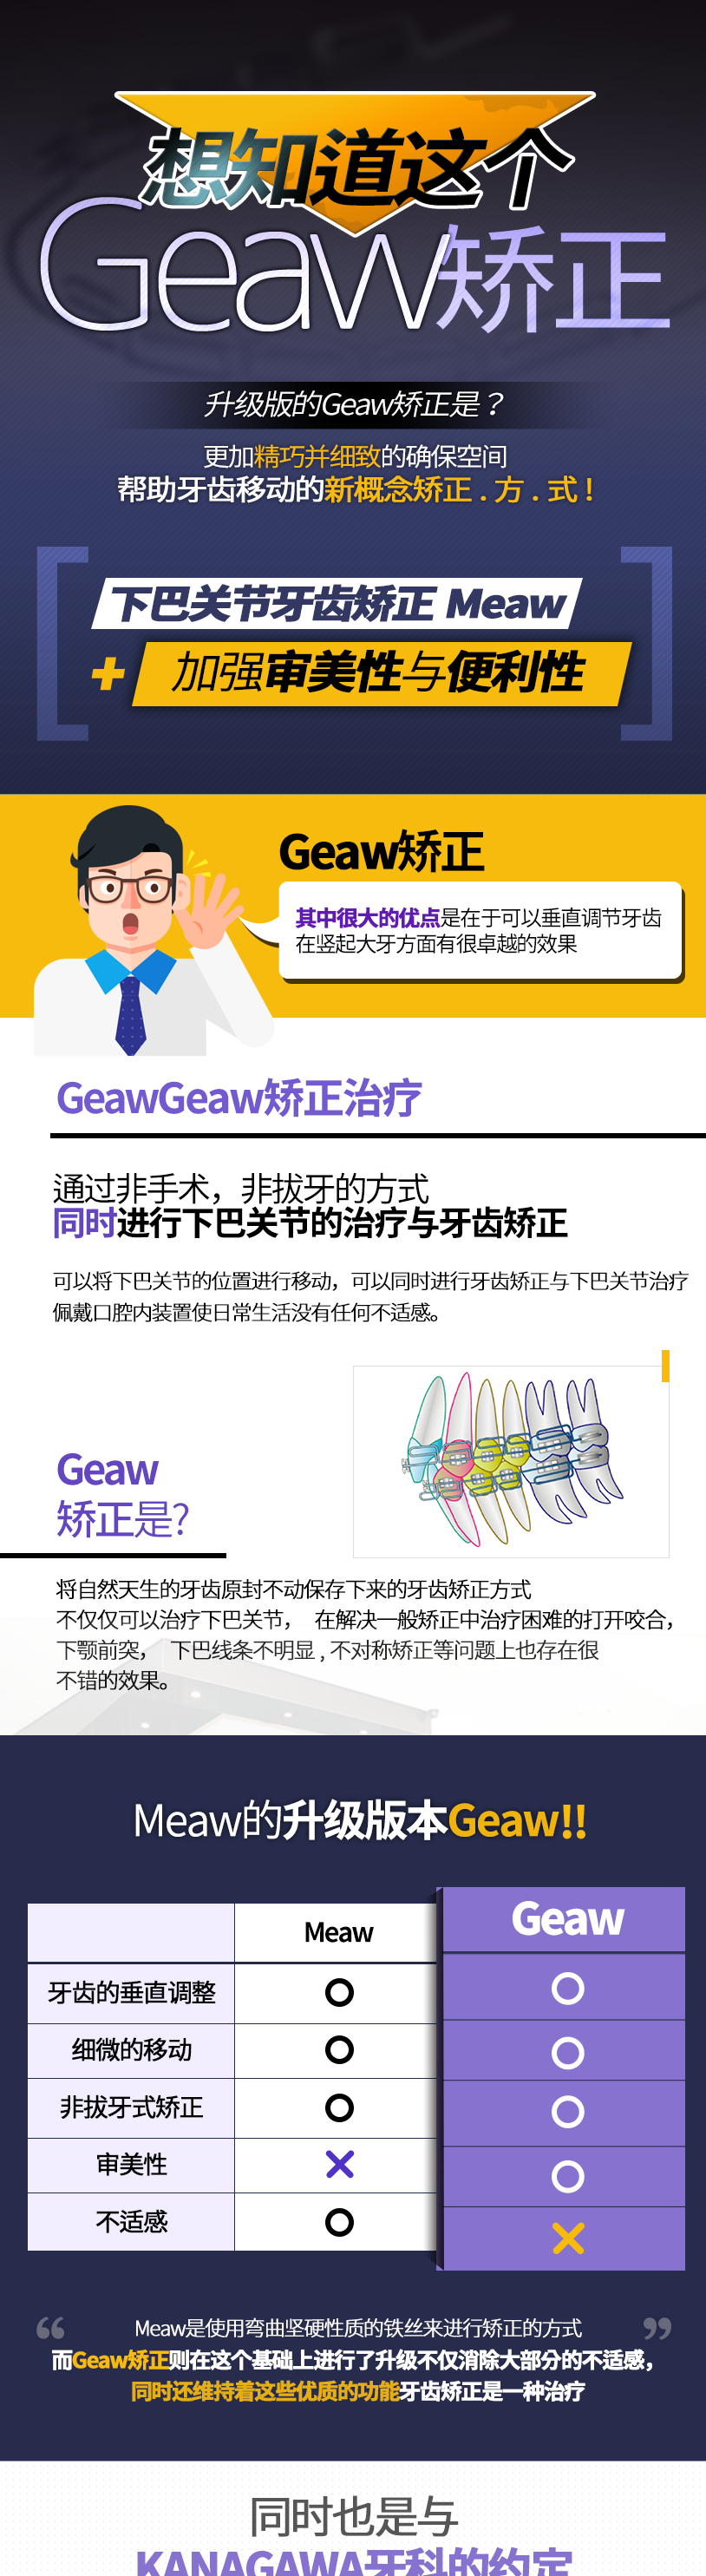 想知道这个
Geaw矫正
升级版的Geaw矫正是？
更加精巧并细致的确保空间
帮助牙齿移动的新概念矫正 . 方 . 式 !
下巴关节牙齿矫正 Meaw
+ 加强审美性与便利性
Geaw矫正
其中很大的优点是在于可以垂直调节牙齿
在竖起大牙方面有很卓越的效果
GeawGeaw矫正治疗
通过非手术，非拔牙的方式
同时进行下巴关节的治疗与牙齿矫正
可以将下巴关节的位置进行移动，可以同时进行牙齿矫正与下巴关节治疗
佩戴口腔内装置使日常生活没有任何不适感。
Geaw
矫正是?
将自然天生的牙齿原封不动保存下来的牙齿矫正方式
不仅仅可以治疗下巴关节， 在解决一般矫正中治疗困难的打开咬合，
下颚前突， 下巴线条不明显 , 不对称矫正等问题上也存在很
不错的效果。
Meaw的升级版本Geaw!!
Meaw Geaw
牙齿的垂直调整 O O
细微的移动 O O
非拔牙式矫正 O O
审美性 X O
不适感 O X
“ Meaw是使用弯曲坚硬性质的铁丝来进行矫正的方式 ”
而Geaw矫正则在这个基础上进行了升级不仅消除大部分的不适感，
同时还维持着这些优质的功能牙齿矫正是一种治疗
同时也是与
KANAGAWA牙科的约定